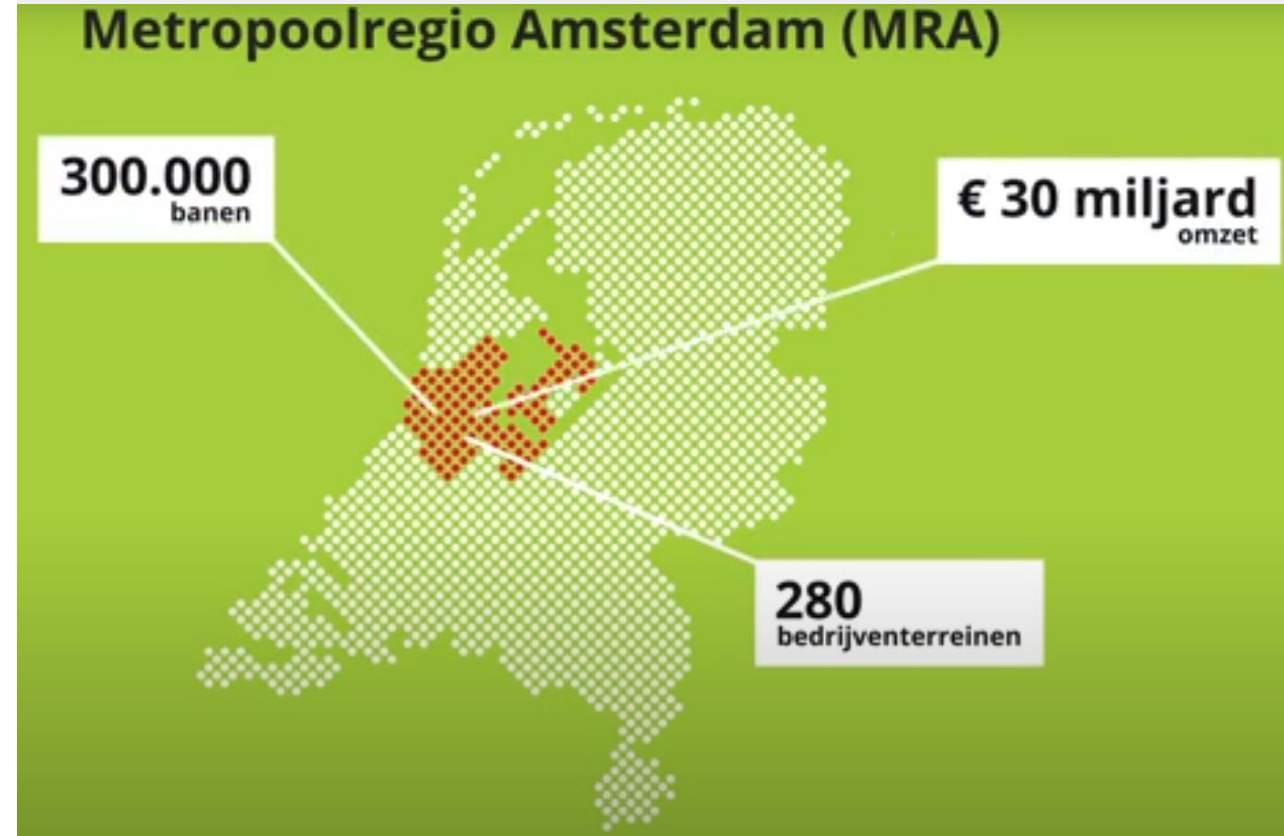 Metropoolregio Amsterdam (MRA)
300.000
banen
€ 30 miljard
omzet
280
bedrijventerreinen